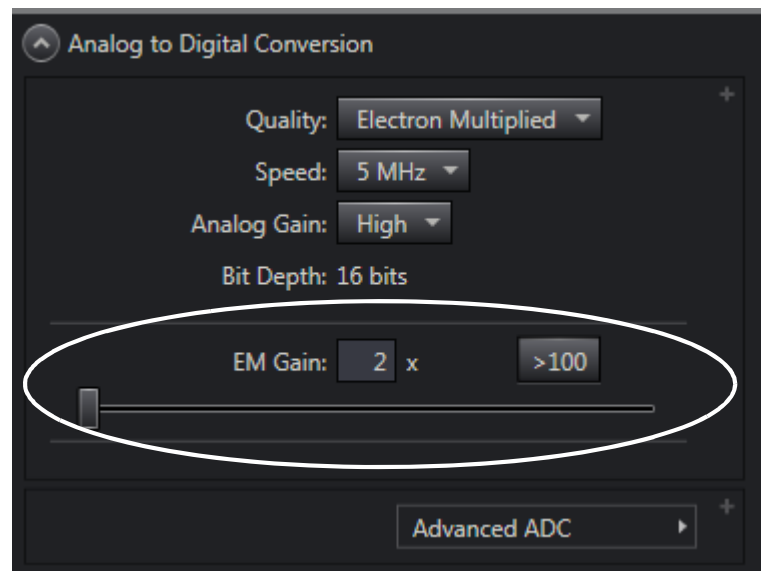 Analog to Digital Conversion
Quality: Electron Multiplied
Speed: 5 MHz
Analog Gain: High
Bit Depth: 16 bits
EM Gain: 2 x >100
Advanced ADC